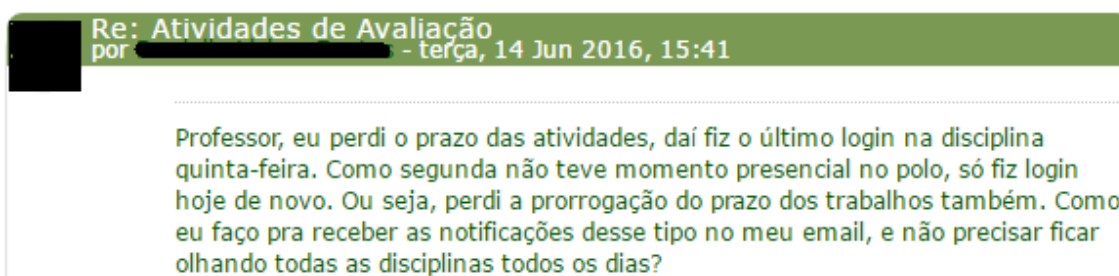 Re: Atividades de Avaliação
por - terça, 14 Jun 2016, 15:41
Professor, eu perdi o prazo das atividades, daí fiz o último login na disciplina
quinta-feira. Como segunda não teve momento presencial no polo, só fiz login
hoje de novo. Ou seja, perdi a prorrogação do prazo dos trabalhos também. Como
eu faço pra receber as notificações desse tipo no meu email, e não precisar ficar
olhando todas as disciplinas todos os dias?